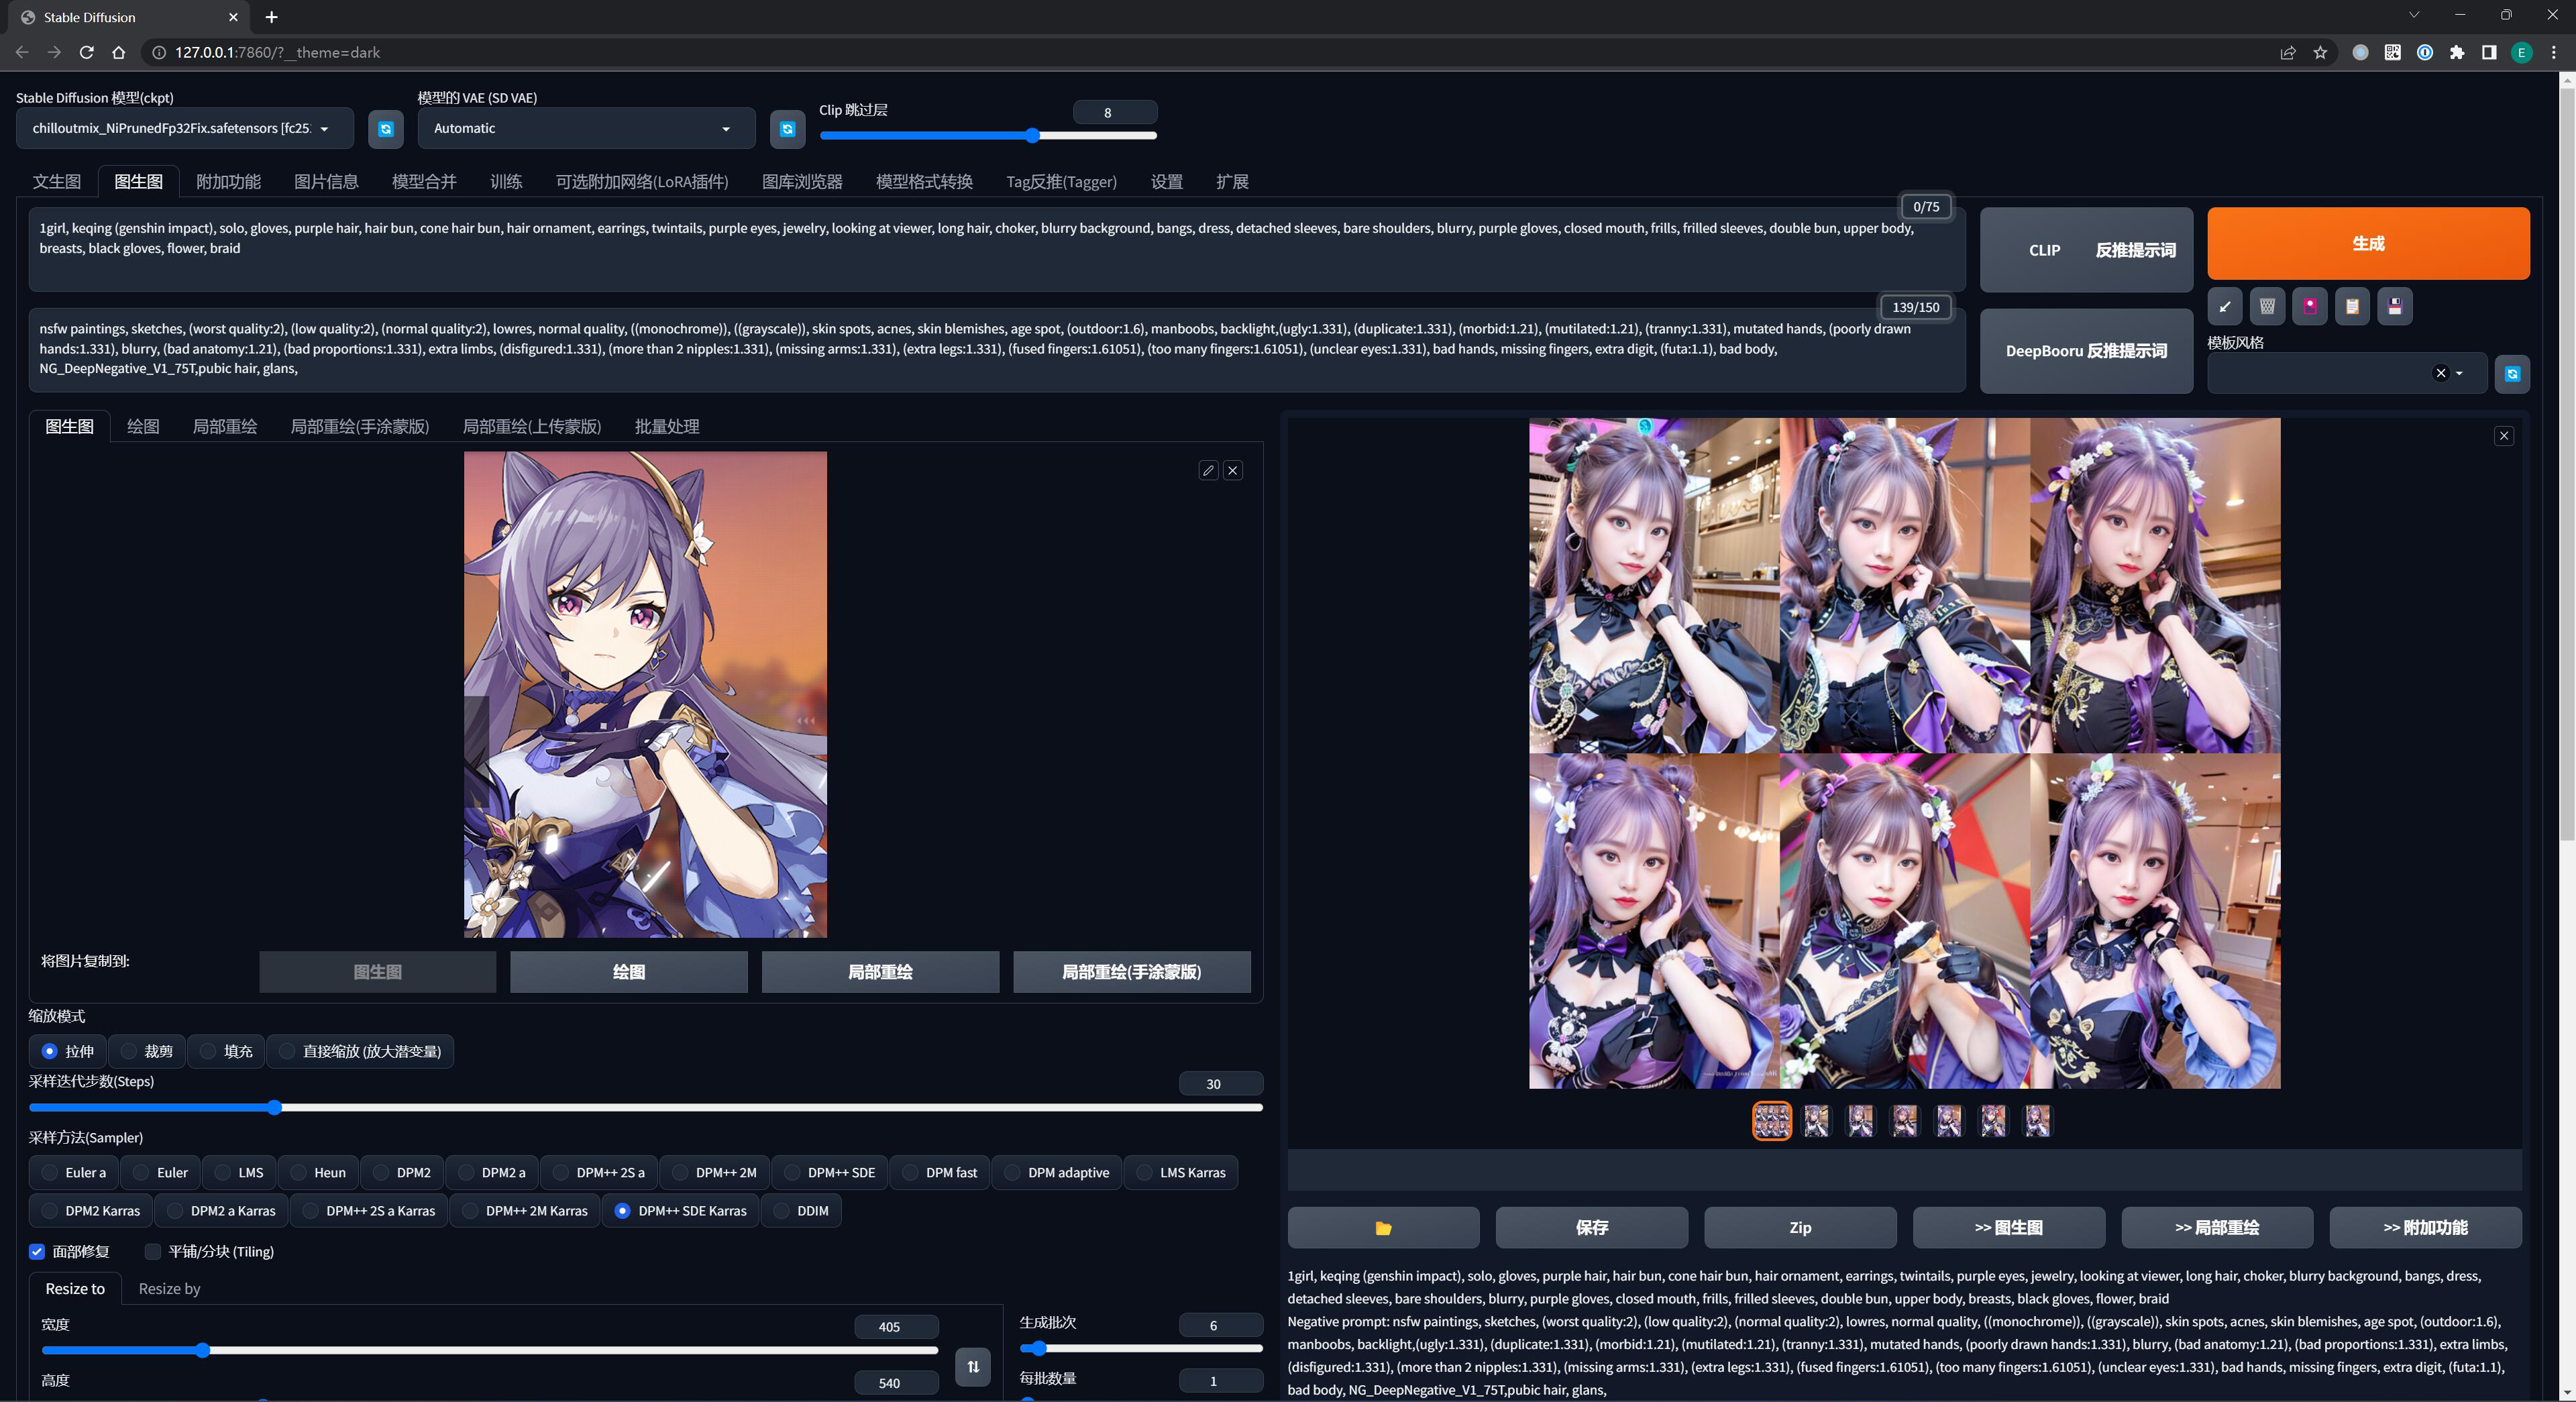 Stable Diffusion
127.0.0.1:7860/?__theme=dark
E
Stable Diffusion 模型(ckpt)
chilloutmix_NiPrunedFp32Fix.safetensors [fc25
模型的 VAE (SD VAE)
Automatic
Clip 跳过层
8
文生图 图生图 附加功能 图片信息 模型合并 训练 可选附加网络(LoRA插件) 图库浏览器 模型格式转换 Tag反推(Tagger) 设置 扩展
0/75
1girl, keqing (genshin impact), solo, gloves, purple hair, hair bun, cone hair bun, hair ornament, earrings, twintails, purple eyes, jewelry, looking at viewer, long hair, choker, blurry background, bangs, dress, detached sleeves, bare shoulders, blurry, purple gloves, closed mouth, frills, frilled sleeves, double bun, upper body,
breasts, black gloves, flower, braid
CLIP 反推提示词
生成
139/150
nsfw paintings, sketches, (worst quality:2), (low quality:2), (normal quality:2), lowres, normal quality, ((monochrome)), ((grayscale)), skin spots, acnes, skin blemishes, age spot, (outdoor:1.6), manboobs, backlight,(ugly:1.331), (duplicate:1.331), (morbid:1.21), (mutilated:1.21), (tranny:1.331), mutated hands, (poorly drawn
hands:1.331), blurry, (bad anatomy:1.21), (bad proportions:1.331), extra limbs, (disfigured:1.331), (more than 2 nipples:1.331), (missing arms:1.331), (extra legs:1.331), (fused fingers:1.61051), (too many fingers:1.61051), (unclear eyes:1.331), bad hands, missing fingers, extra digit, (futa:1.1), bad body,
NG_DeepNegative_V1_75T,pubic hair, glans,
DeepBooru 反推提示词
模板风格
图生图 绘图 局部重绘 局部重绘(手涂蒙版) 局部重绘(上传蒙版) 批量处理
将图片复制到:
图生图 绘图 局部重绘 局部重绘(手涂蒙版)
缩放模式
拉伸 裁剪 填充 直接缩放 (放大潜变量)
采样迭代步数(Steps)
30
采样方法(Sampler)
Euler a Euler LMS Heun DPM2 DPM2 a DPM++ 2S a DPM++ 2M DPM++ SDE DPM fast DPM adaptive LMS Karras
DPM2 Karras DPM2 a Karras DPM++ 2S a Karras DPM++ 2M Karras DPM++ SDE Karras DDIM
面部修复 平铺/分块 (Tiling)
Resize to Resize by
宽度
405
高度
540
生成批次
6
每批数量
1
保存 Zip >> 图生图 >> 局部重绘 >> 附加功能
1girl, keqing (genshin impact), solo, gloves, purple hair, hair bun, cone hair bun, hair ornament, earrings, twintails, purple eyes, jewelry, looking at viewer, long hair, choker, blurry background, bangs, dress,
detached sleeves, bare shoulders, blurry, purple gloves, closed mouth, frills, frilled sleeves, double bun, upper body, breasts, black gloves, flower, braid
Negative prompt: nsfw paintings, sketches, (worst quality:2), (low quality:2), (normal quality:2), lowres, normal quality, ((monochrome)), ((grayscale)), skin spots, acnes, skin blemishes, age spot, (outdoor:1.6),
manboobs, backlight,(ugly:1.331), (duplicate:1.331), (morbid:1.21), (mutilated:1.21), (tranny:1.331), mutated hands, (poorly drawn hands:1.331), blurry, (bad anatomy:1.21), (bad proportions:1.331), extra limbs,
(disfigured:1.331), (more than 2 nipples:1.331), (missing arms:1.331), (extra legs:1.331), (fused fingers:1.61051), (too many fingers:1.61051), (unclear eyes:1.331), bad hands, missing fingers, extra digit, (futa:1.1),
bad body, NG_DeepNegative_V1_75T,pubic hair, glans,